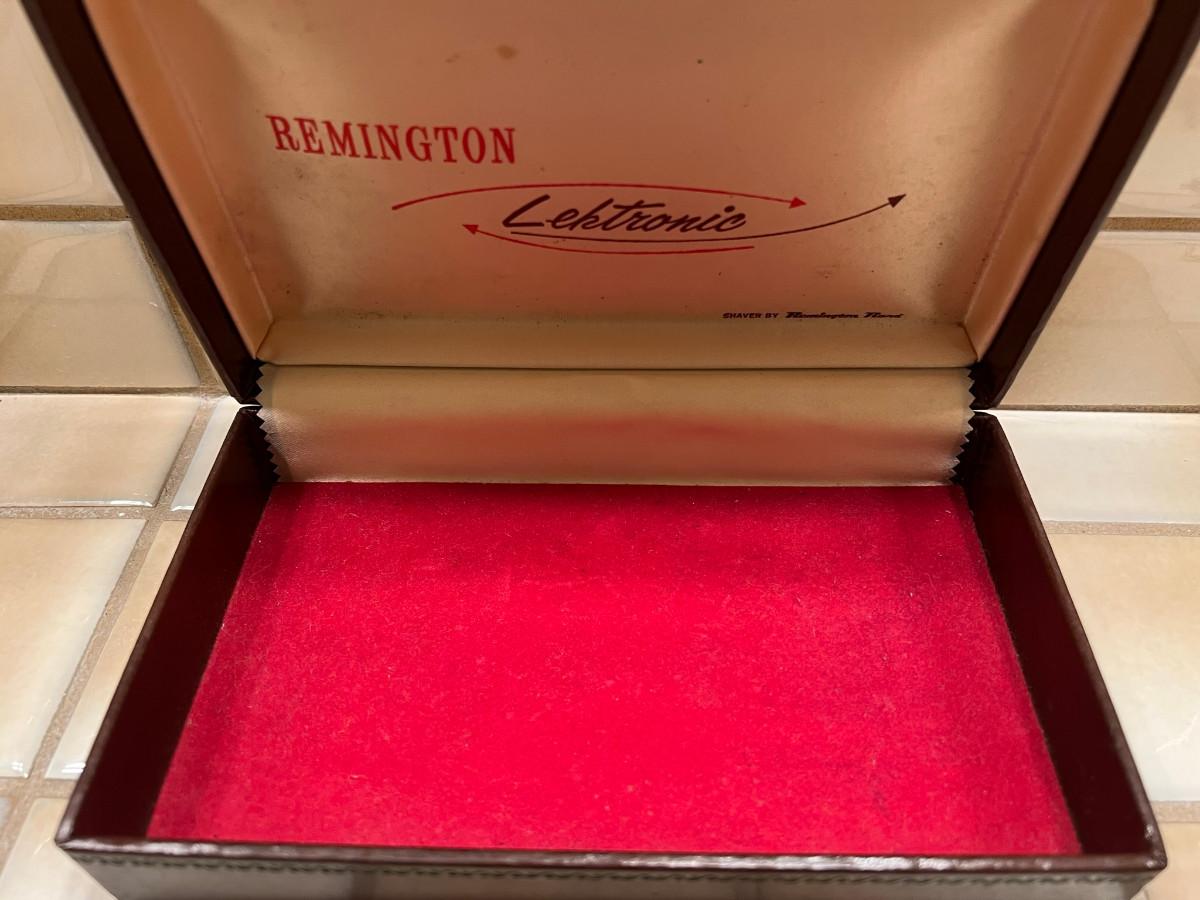 REMINGTON
Lektronic
SHAVER BY Remington Rand